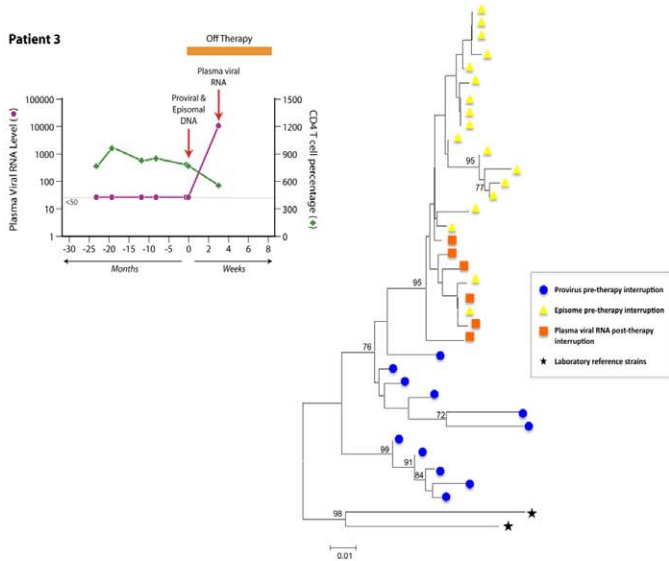 Patient 3
Off Therapy
Plasma viral
RNA
Proviral &
Episomal
DNA
Plasma Viral RNA Level (●)
100000
10000
1000
100
10
1
<50
1500
1200
900
600
300
0
CD4 T cell percentage (◆)
-30 -25 -20 -15 -10 -5 0 2 4 6 8
Months
Weeks
95
77
95
76
72
99
91
84
98
0.01
Provirus pre-therapy interruption
Episome pre-therapy interruption
Plasma viral RNA post-therapy
interruption
Laboratory reference strains